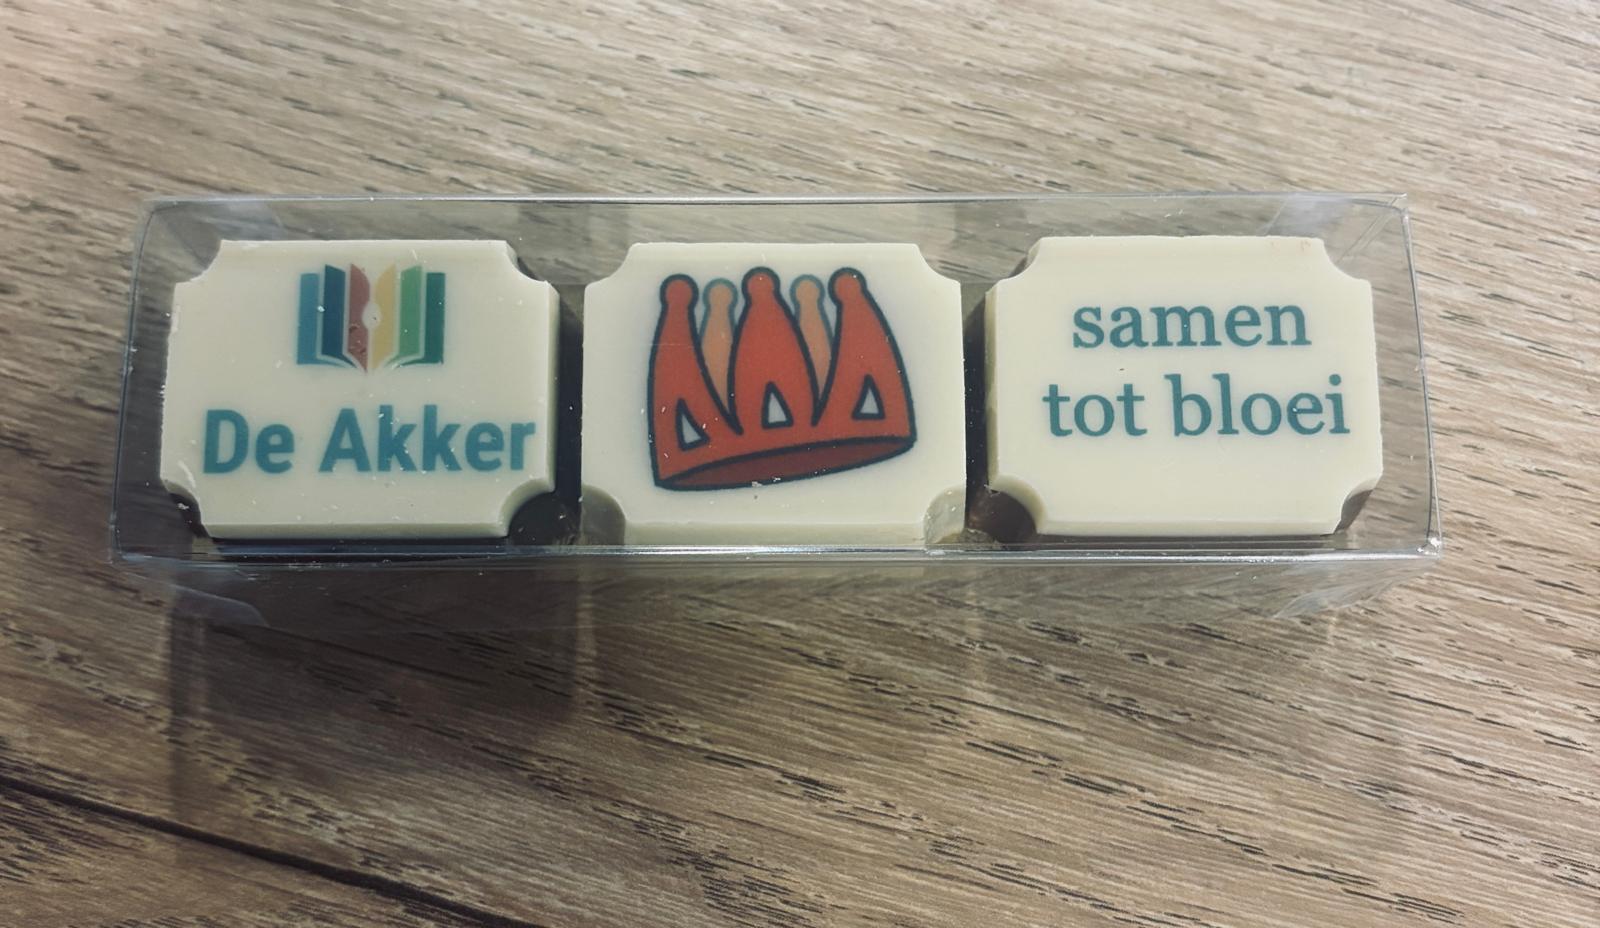 De Akker
samen
tot bloei